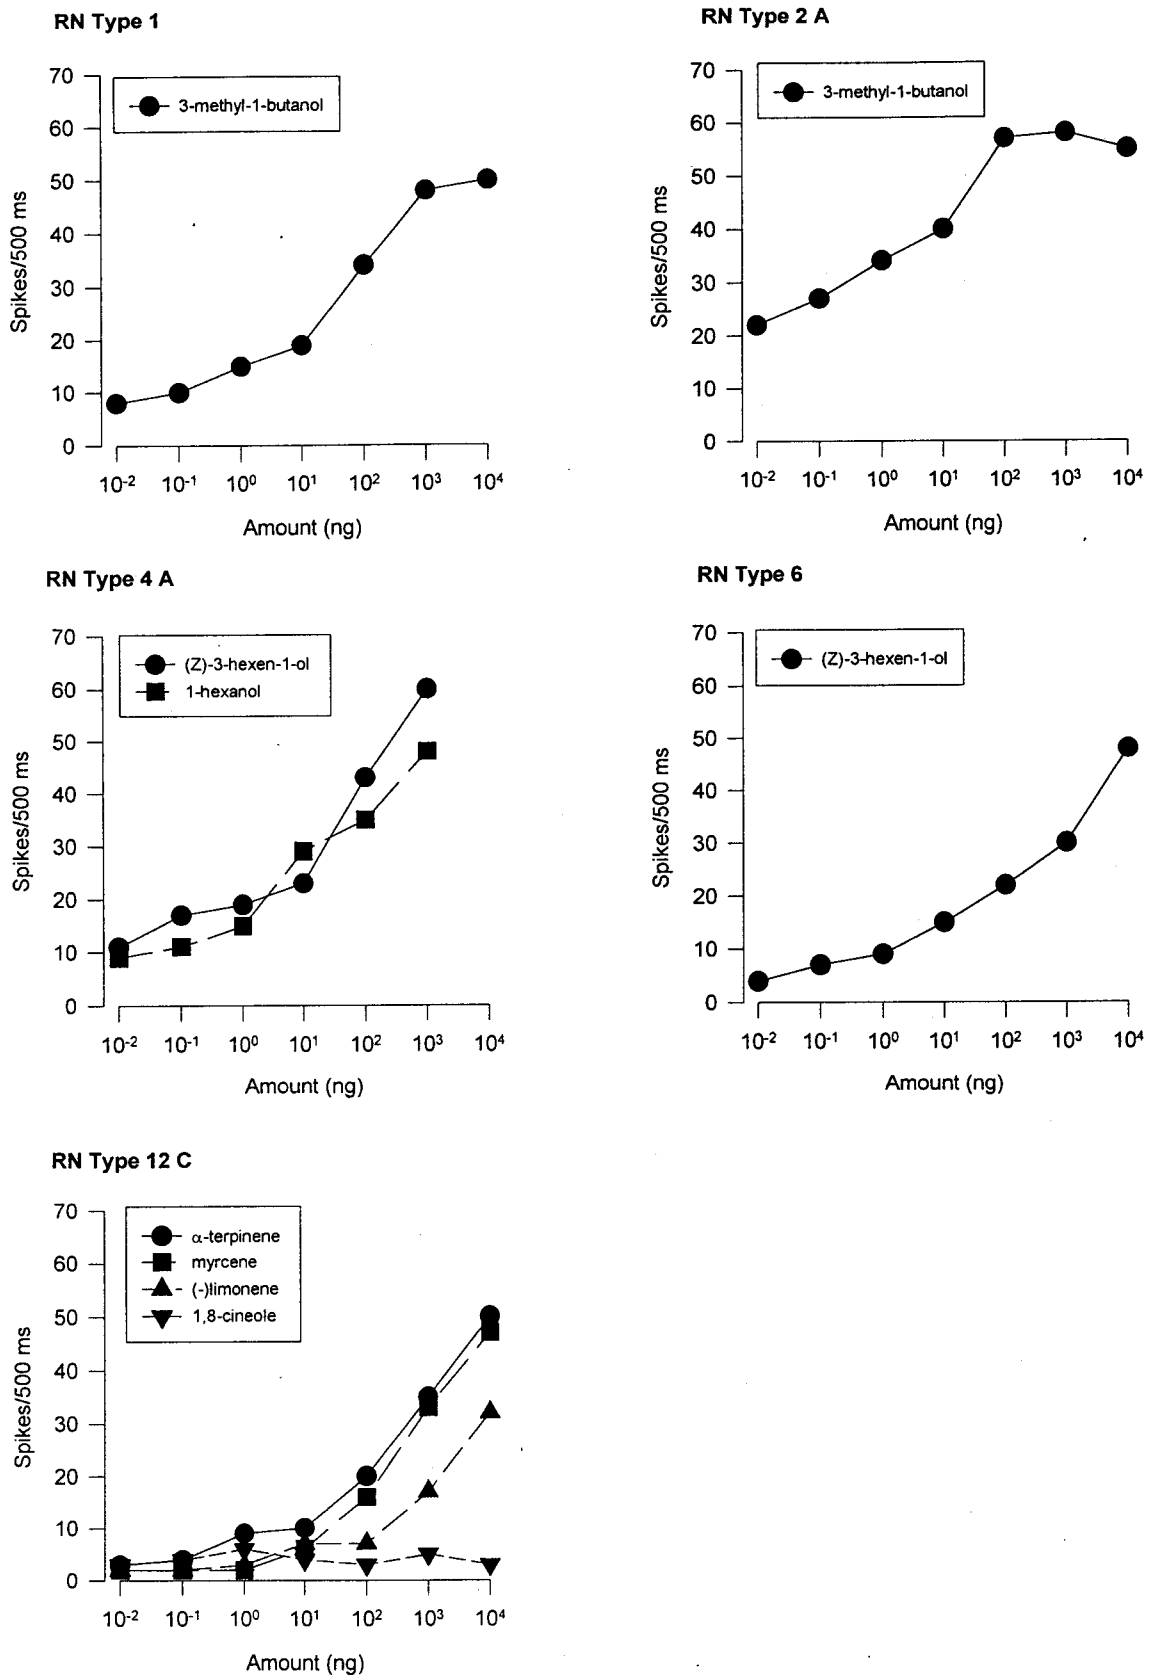 RN Type 1
3-methyl-1-butanol
70
60
50
40
30
20
10
0
Spikes/500 ms
10-2 10-1 100 101 102 103 104
Amount (ng)
RN Type 2 A
3-methyl-1-butanol
70
60
50
40
30
20
10
0
Spikes/500 ms
10-2 10-1 100 101 102 103 104
Amount (ng)
RN Type 4 A
(Z)-3-hexen-1-ol
1-hexanol
70
60
50
40
30
20
10
0
Spikes/500 ms
10-2 10-1 100 101 102 103 104
Amount (ng)
RN Type 6
(Z)-3-hexen-1-ol
70
60
50
40
30
20
10
0
Spikes/500 ms
10-2 10-1 100 101 102 103 104
Amount (ng)
RN Type 12 C
α-terpinene
myrcene
(-)limonene
1,8-cineole
70
60
50
40
30
20
10
0
Spikes/500 ms
10-2 10-1 100 101 102 103 104
Amount (ng)